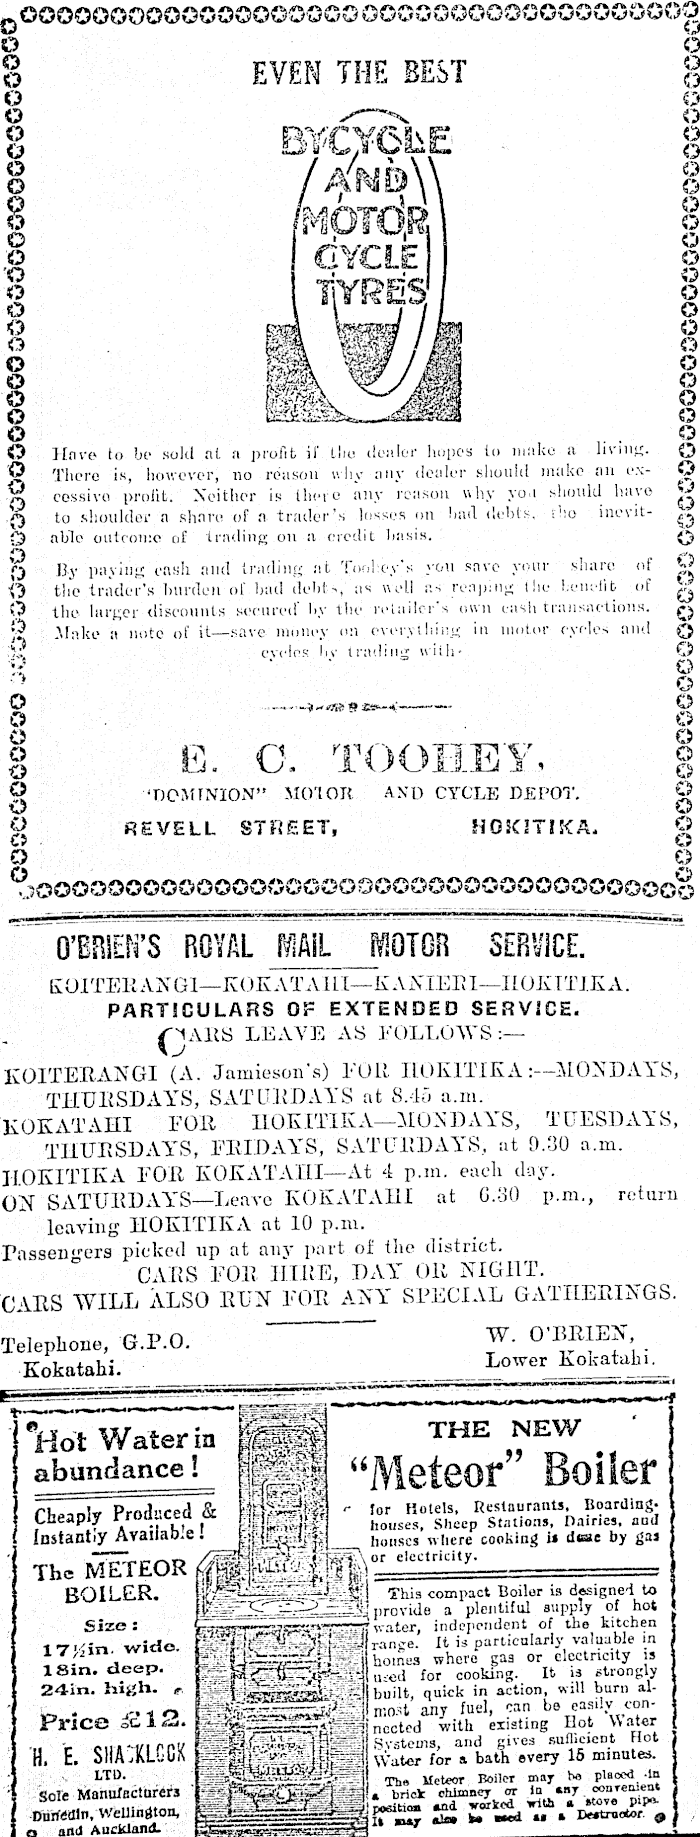 EVEN THE BEST
BYCYCLE
AND
MOTOR
CYCLE
TYRES
Have to be sold at a profit if the dealer hopes to make a living.
There is, however, no reason why any dealer should make an ex-
cessive profit. Neither is there any reason why you should have
to shoulder a share of a trader's losses on bad debts, the inevit-
able outcome of trading on a credit basis.
By paying cash and trading at Toohey's you save your share of
the trader's burden of bad debts, as well as reaping the benefit of
the larger discounts secured by the retailer's own cash transactions.
Make a note of it—save money on everything in motor cycles and
cycles by trading with-
E. C. TOOHEY,
"DOMINION" MOTOR AND CYCLE DEPOT.
REVELL STREET, HOKITIKA.
O'BRIEN'S ROYAL MAIL MOTOR SERVICE.
KOITERANGI—KOKATAHI—KANIERI—HOKITIKA.
PARTICULARS OF EXTENDED SERVICE.
CARS LEAVE AS FOLLOWS:—
KOITERANGI (A. Jamieson's) FOR HOKITIKA:—MONDAYS,
THURSDAYS, SATURDAYS at 8.45 a.m.
KOKATAHI FOR HOKITIKA—MONDAYS, TUESDAYS,
THURSDAYS, FRIDAYS, SATURDAYS, at 9.30 a.m.
HOKITIKA FOR KOKATAHI—At 4 p.m. each day.
ON SATURDAYS—Leave KOKATAHI at 6.30 p.m., return
leaving HOKITIKA at 10 p.m.
Passengers picked up at any part of the district.
CARS FOR HIRE, DAY OR NIGHT.
CARS WILL ALSO RUN FOR ANY SPECIAL GATHERINGS.
Telephone, G.P.O.
Kokatahi.
W. O'BRIEN,
Lower Kokatahi.
Hot Water in
abundance!
Cheaply Produced &
Instantly Available!
The METEOR
BOILER.
Size:
17½in. wide.
18in. deep.
24in. high.
Price £12.
H. E. SHACKLOCK
LTD.
Sole Manufacturers
Dunedin, Wellington,
and Auckland.
THE NEW
"Meteor" Boiler
for Hotels, Restaurants, Boarding-
houses, Sheep Stations, Dairies, and
houses where cooking is done by gas
or electricity.
This compact Boiler is designed to
provide a plentiful supply of hot
water, independent of the kitchen
range. It is particularly valuable in
homes where gas or electricity is
used for cooking. It is strongly
built, quick in action, will burn al-
most any fuel, can be easily con-
nected with existing Hot Water
Systems, and gives sufficient Hot
Water for a bath every 15 minutes.
The Meteor Boiler may be placed in
a brick chimney or in any convenient
position and worked with a stove pipe.
It may also be used as a Destructor.